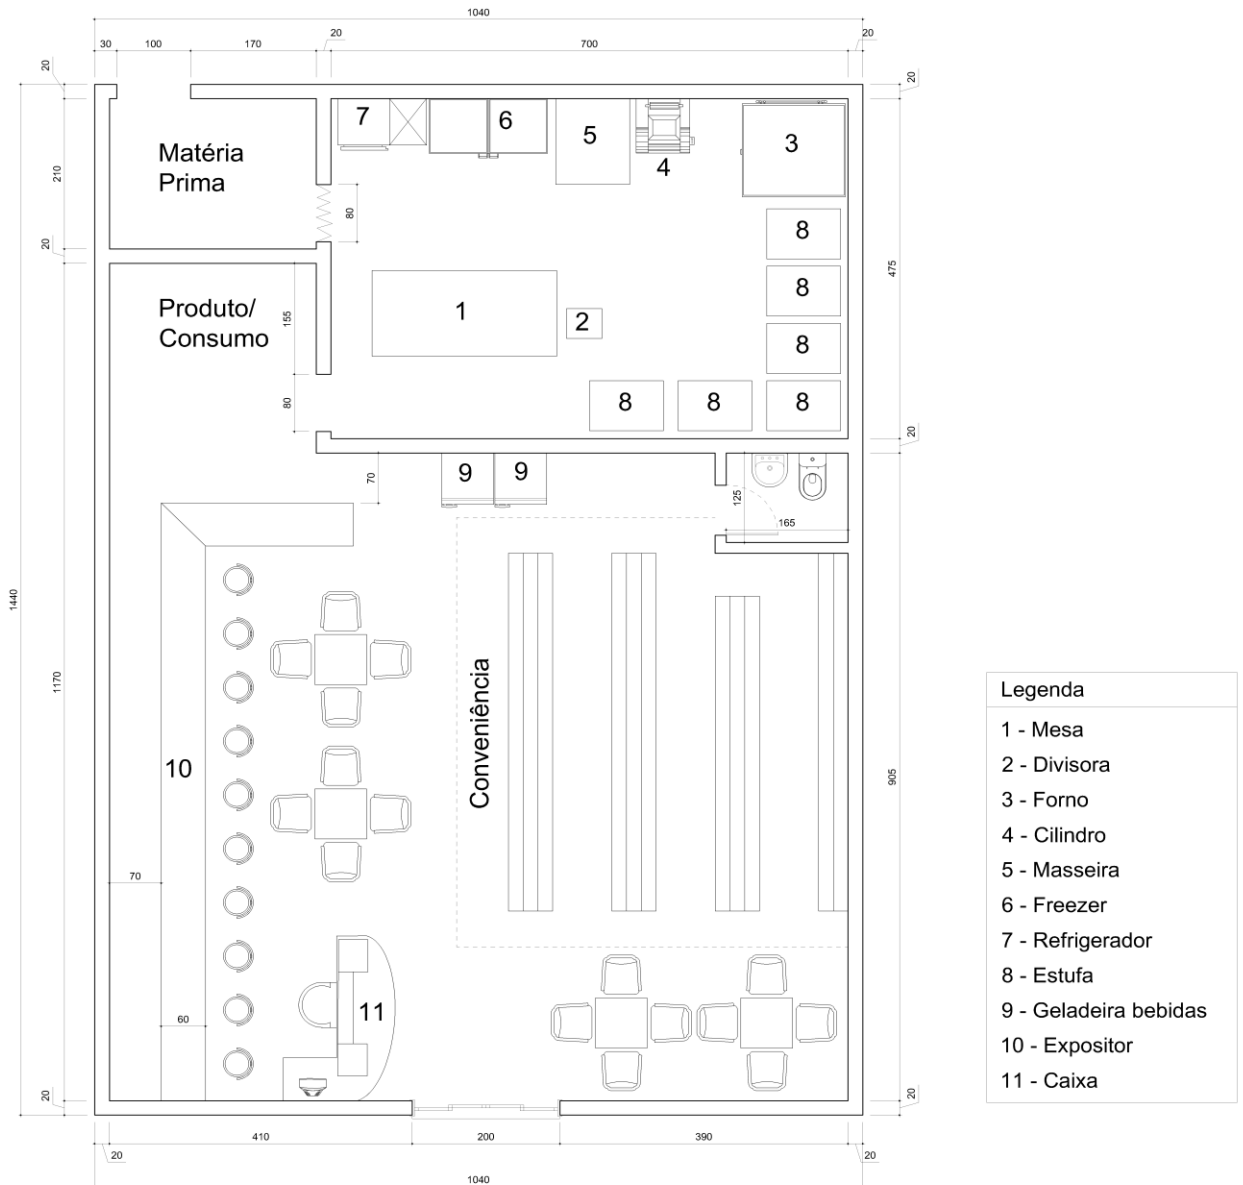 1040
30
100
170
20
700
20
20
20
7
6
5
4
3
Matéria
Prima
210
80
8
20
475
8
Produto/
Consumo
155
1
2
8
80
8
8
8
20
70
9
9
125
165
1440
1170
Conveniência
10
905
70
60
11
20
20
410
200
390
20
20
1040
Legenda
1 - Mesa
2 - Divisora
3 - Forno
4 - Cilindro
5 - Masseira
6 - Freezer
7 - Refrigerador
8 - Estufa
9 - Geladeira bebidas
10 - Expositor
11 - Caixa